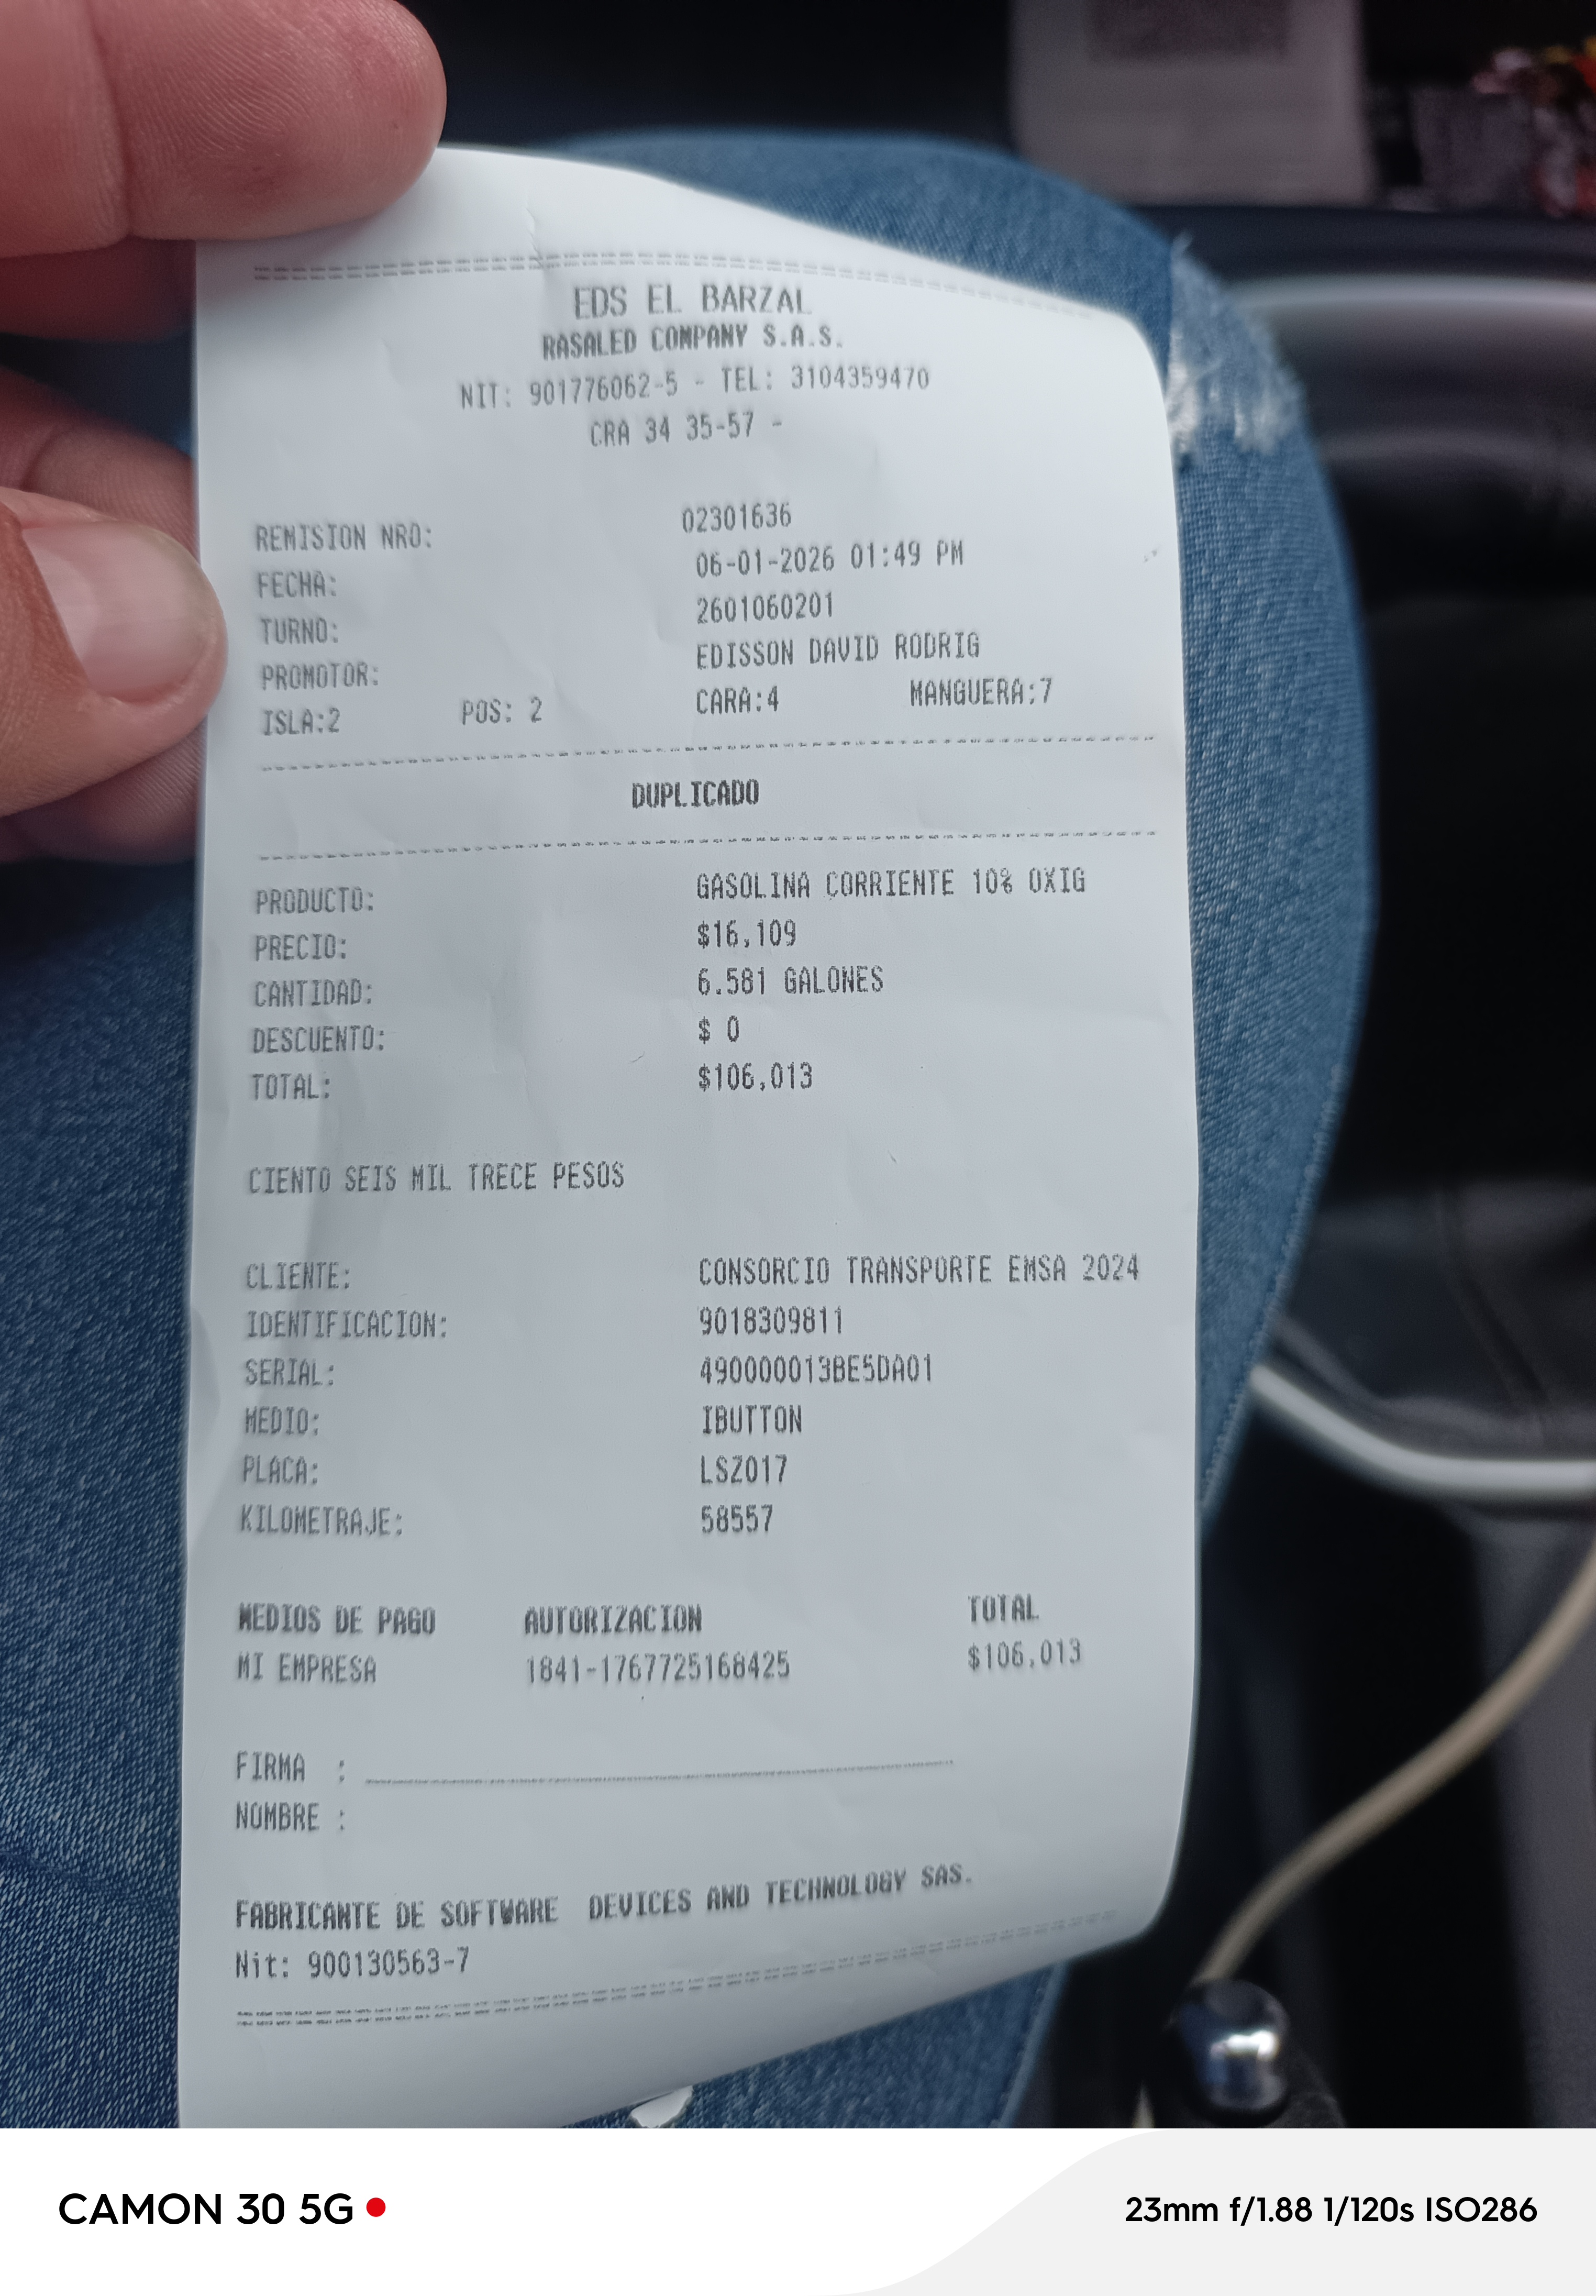 EDS EL BARZAL
RASALED COMPANY S.A.S.
NIT: 901776062-5 - TEL: 3104359470
CRA 34 35-57 -
REMISION NRO: 02301636
FECHA: 06-01-2026 01:49 PM
TURNO: 2601060201
PROMOTOR: EDISSON DAVID RODRIG
ISLA:2 POS: 2 CARA:4 MANGUERA:7
DUPLICADO
PRODUCTO: GASOLINA CORRIENTE 10% OXIG
PRECIO: $16,109
CANTIDAD: 6.581 GALONES
DESCUENTO: $ 0
TOTAL: $106,013
CIENTO SEIS MIL TRECE PESOS
CLIENTE: CONSORCIO TRANSPORTE EMSA 2024
IDENTIFICACION: 9018309811
SERIAL: 490000013BE5DA01
MEDIO: IBUTTON
PLACA: LSZ017
KILOMETRAJE: 58557
MEDIOS DE PAGO AUTORIZACION TOTAL
MI EMPRESA 1841-1767725168425 $106,013
FIRMA :
NOMBRE :
FABRICANTE DE SOFTWARE DEVICES AND TECHNOLOGY SAS.
Nit: 900130563-7
CAMON 30 5G
23mm f/1.88 1/120s ISO286